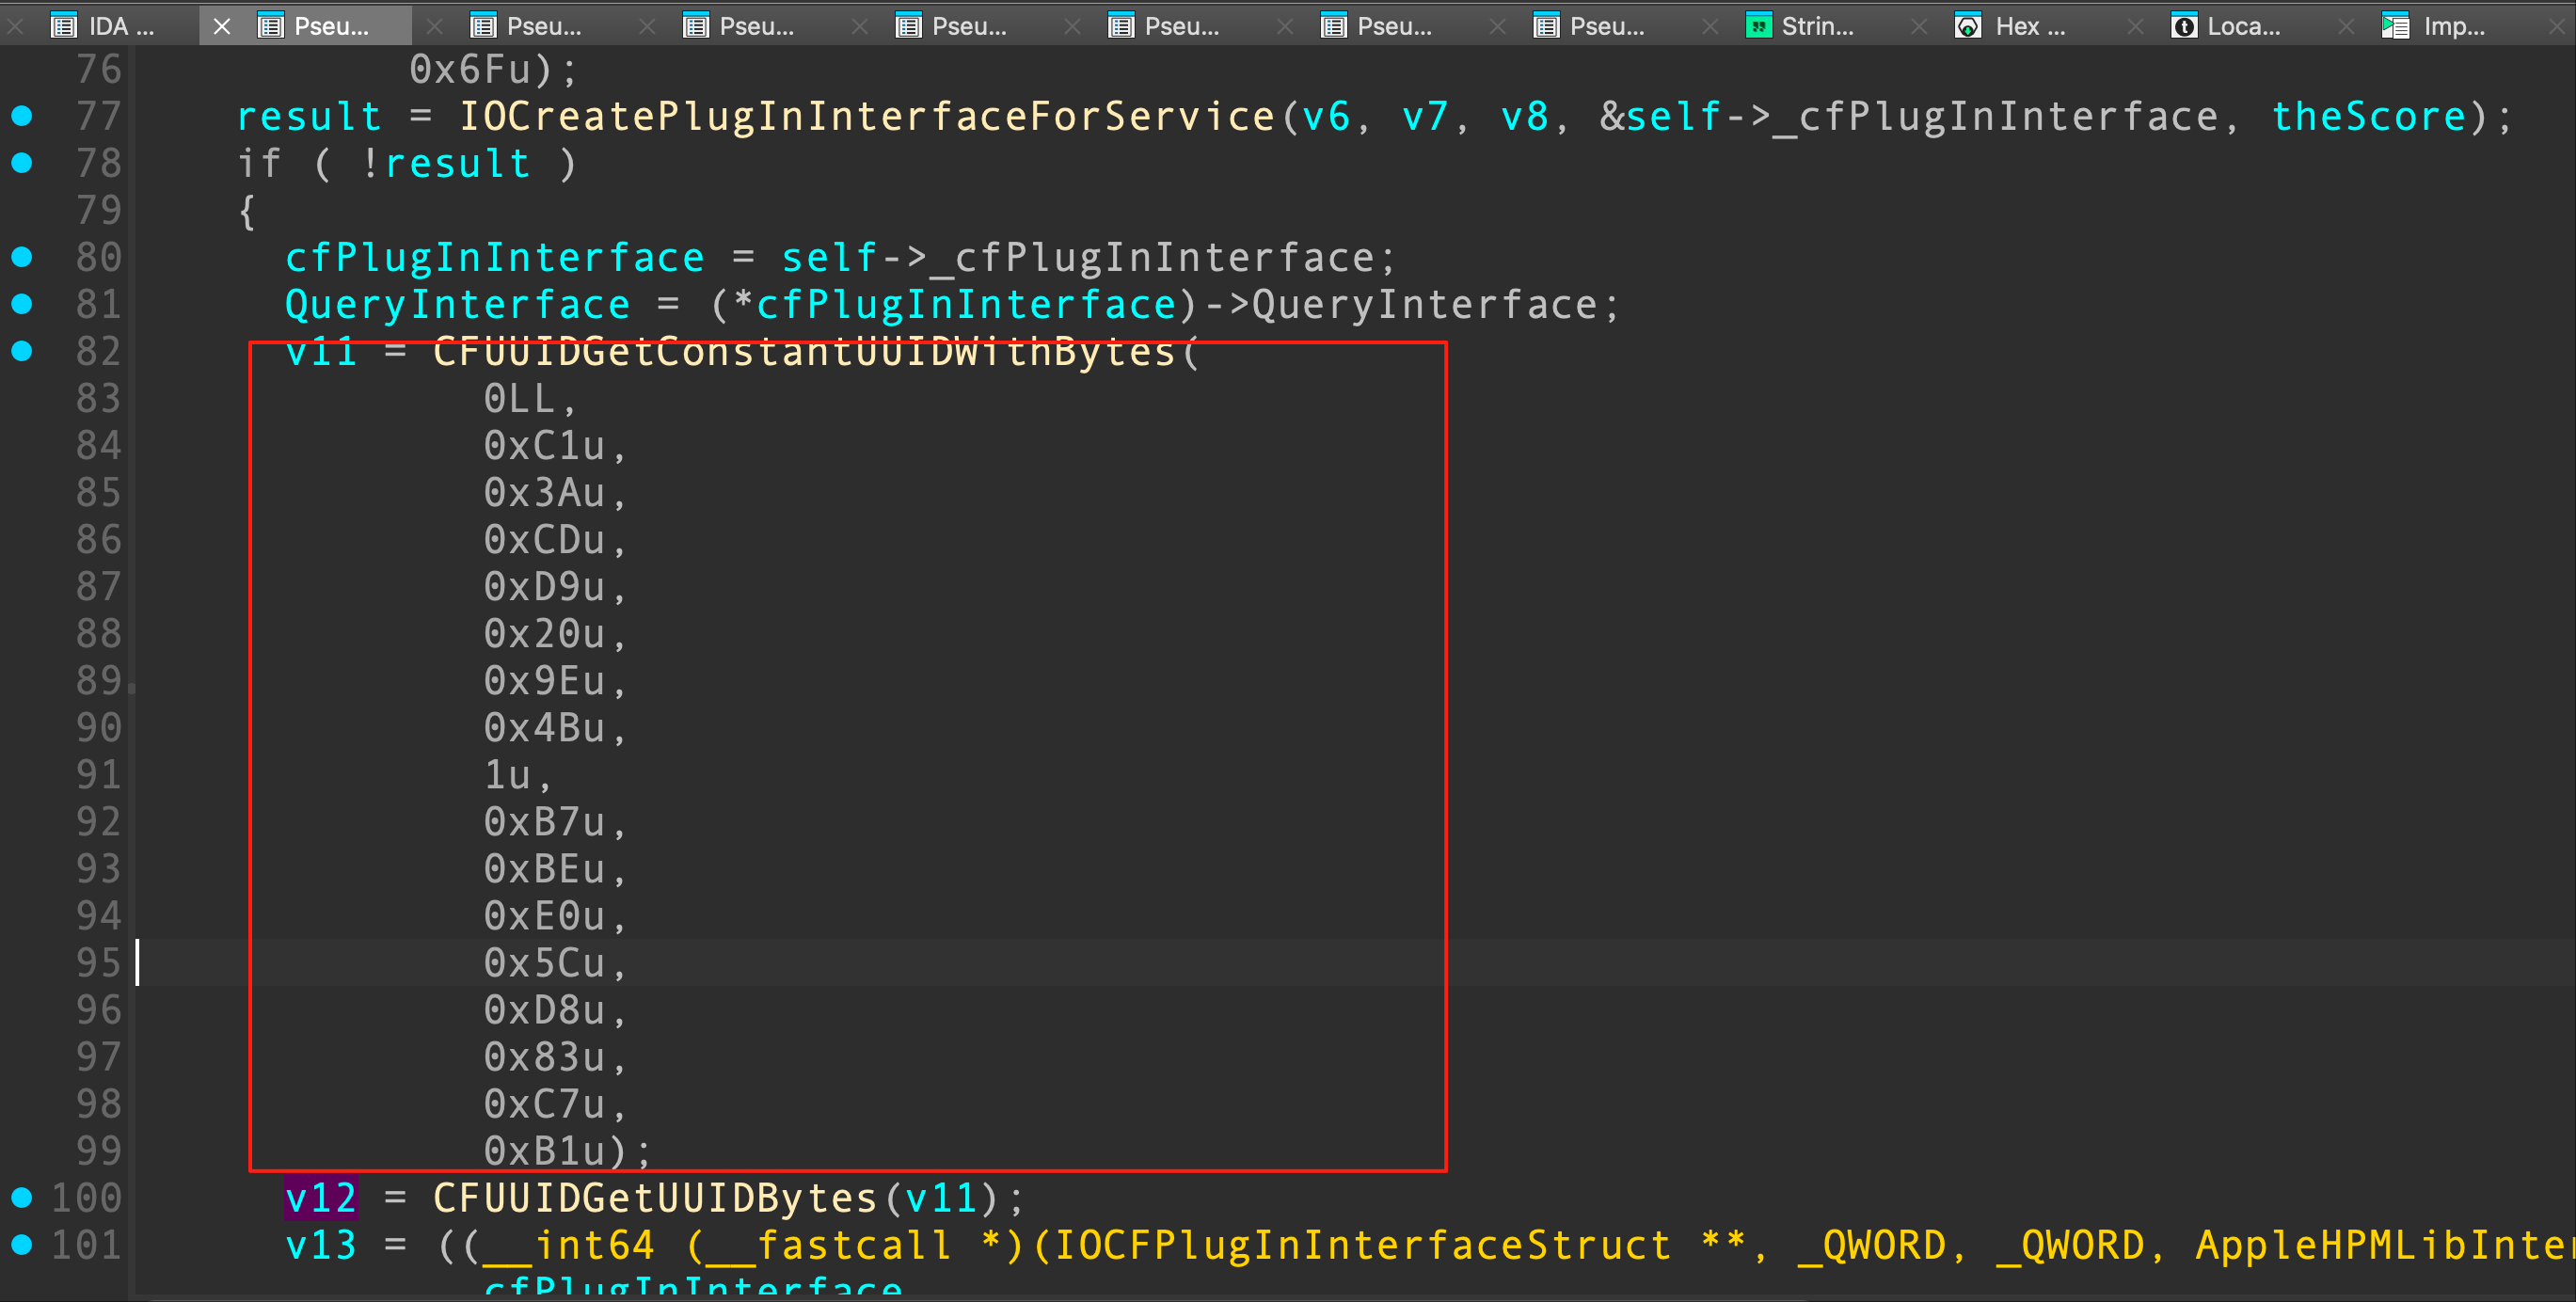 IDA ... Pseu... Pseu... Pseu... Pseu... Pseu... Pseu... Pseu... Strin... Hex ... Loca... Imp...
76 0x6Fu);
77 result = IOCreatePlugInInterfaceForService(v6, v7, v8, &self->_cfPlugInInterface, theScore);
78 if ( !result )
79 {
80 cfPlugInInterface = self->_cfPlugInInterface;
81 QueryInterface = (*cfPlugInInterface)->QueryInterface;
82 v11 = CFUUIDGetConstantUUIDWithBytes(
83 0LL,
84 0xC1u,
85 0x3Au,
86 0xCDu,
87 0xD9u,
88 0x20u,
89 0x9Eu,
90 0x4Bu,
91 1u,
92 0xB7u,
93 0xBEu,
94 0xE0u,
95 0x5Cu,
96 0xD8u,
97 0x83u,
98 0xC7u,
99 0xB1u);
100 v12 = CFUUIDGetUUIDBytes(v11);
101 v13 = ((__int64 (__fastcall *)(IOCFPlugInInterfaceStruct **, _QWORD, _QWORD, AppleHPMLibInter
cfPlugInInterface